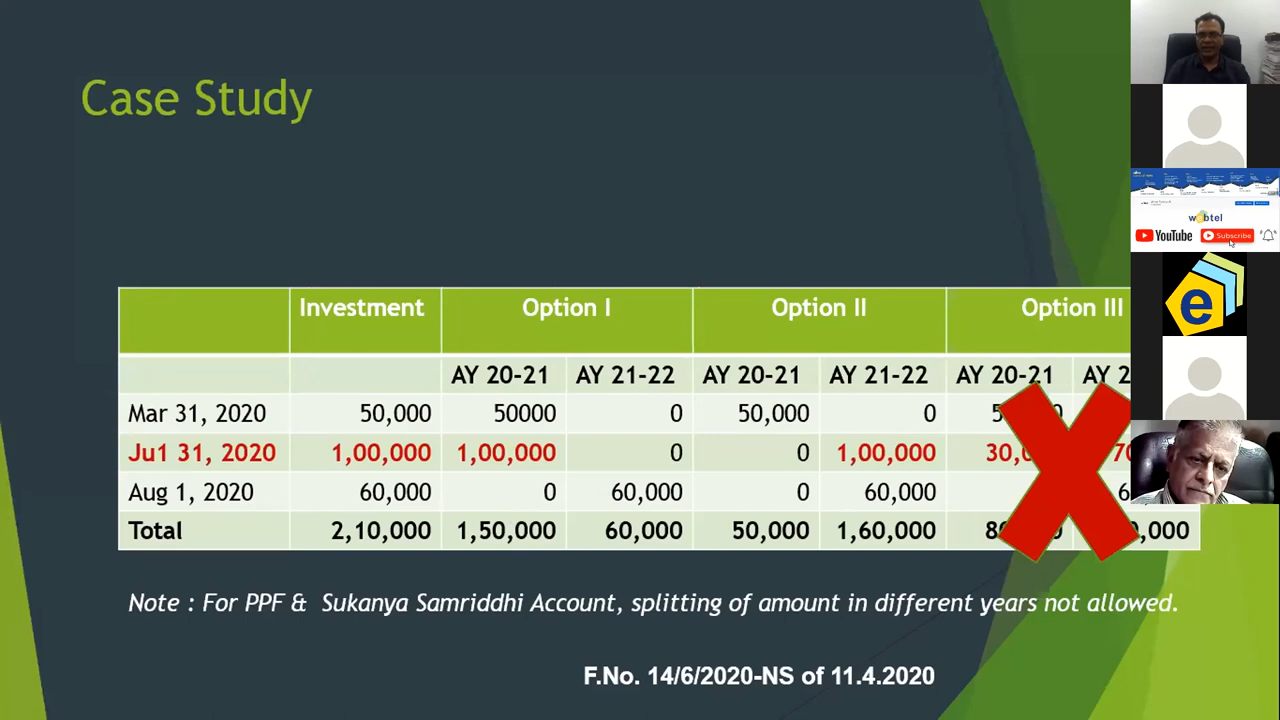 Case Study
Investment Option I Option II Option III
AY 20-21 AY 21-22 AY 20-21 AY 21-22 AY 20-21 AY
Mar 31, 2020 50,000 50000 0 50,000 0
Ju1 31, 2020 1,00,000 1,00,000 0 0 1,00,000
Aug 1, 2020 60,000 0 60,000 0 60,000
Total 2,10,000 1,50,000 60,000 50,000 1,60,000
Note : For PPF & Sukanya Samriddhi Account, splitting of amount in different years not allowed.
F.No. 14/6/2020-NS of 11.4.2020
webtel
YouTube Subscribe
e